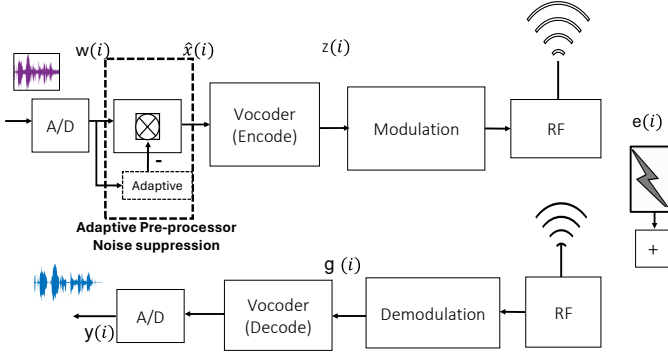 w(i)
x̂(i)
z(i)
A/D
Vocoder
(Encode)
Modulation
RF
e(i)
-
Adaptive
Adaptive Pre-processor
Noise suppression
+
g (i)
y(i)
A/D
Vocoder
(Decode)
Demodulation
RF